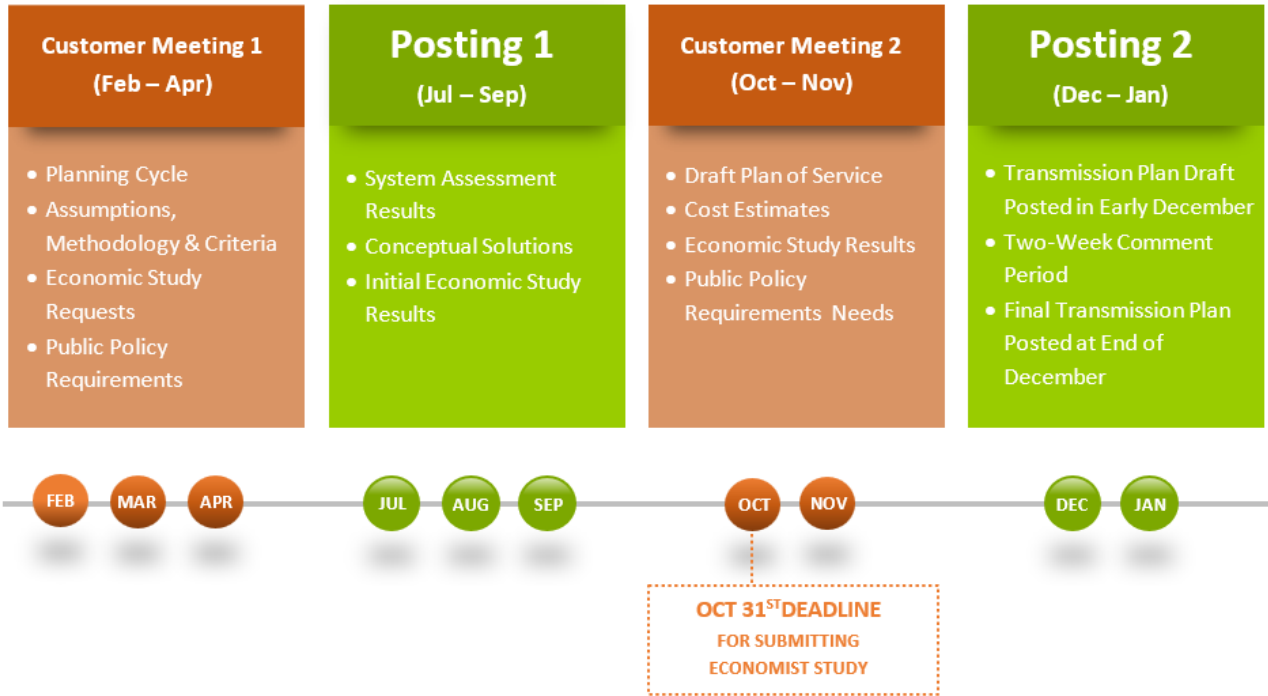 Customer Meeting 1
(Feb – Apr)
• Planning Cycle
• Assumptions,
Methodology & Criteria
• Economic Study
Requests
• Public Policy
Requirements
Posting 1
(Jul – Sep)
• System Assessment
Results
• Conceptual Solutions
• Initial Economic Study
Results
Customer Meeting 2
(Oct – Nov)
• Draft Plan of Service
• Cost Estimates
• Economic Study Results
• Public Policy
Requirements Needs
Posting 2
(Dec – Jan)
• Transmission Plan Draft
Posted in Early December
• Two-Week Comment
Period
• Final Transmission Plan
Posted at End of
December
FEB
MAR
APR
JUL
AUG
SEP
OCT
NOV
DEC
JAN
OCT 31ST DEADLINE
FOR SUBMITTING
ECONOMIST STUDY